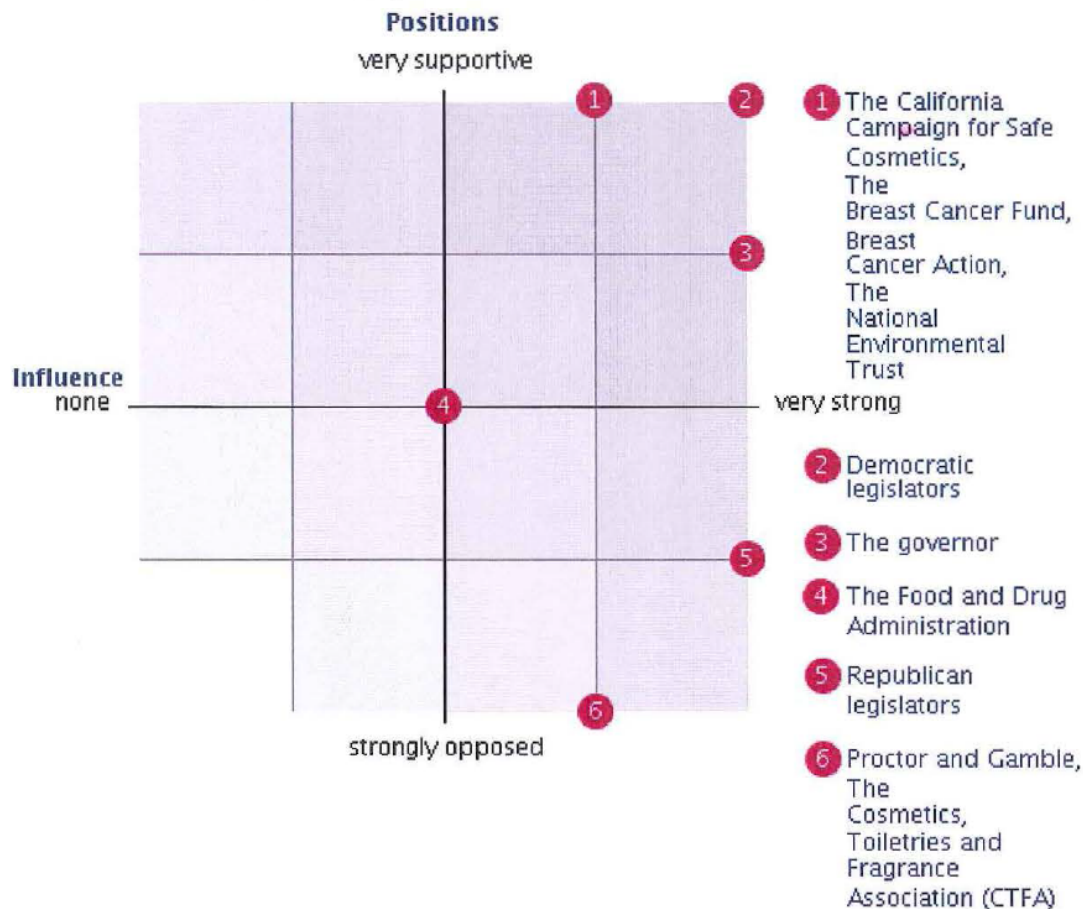 Positions
very supportive
1
2
3
Influence
none
4
very strong
5
6
strongly opposed
1 The California
Campaign for Safe
Cosmetics,
The
Breast Cancer Fund,
Breast
Cancer Action,
The
National
Environmental
Trust
2 Democratic
legislators
3 The governor
4 The Food and Drug
Administration
5 Republican
legislators
6 Proctor and Gamble,
The
Cosmetics,
Toiletries and
Fragrance
Association (CTFA)